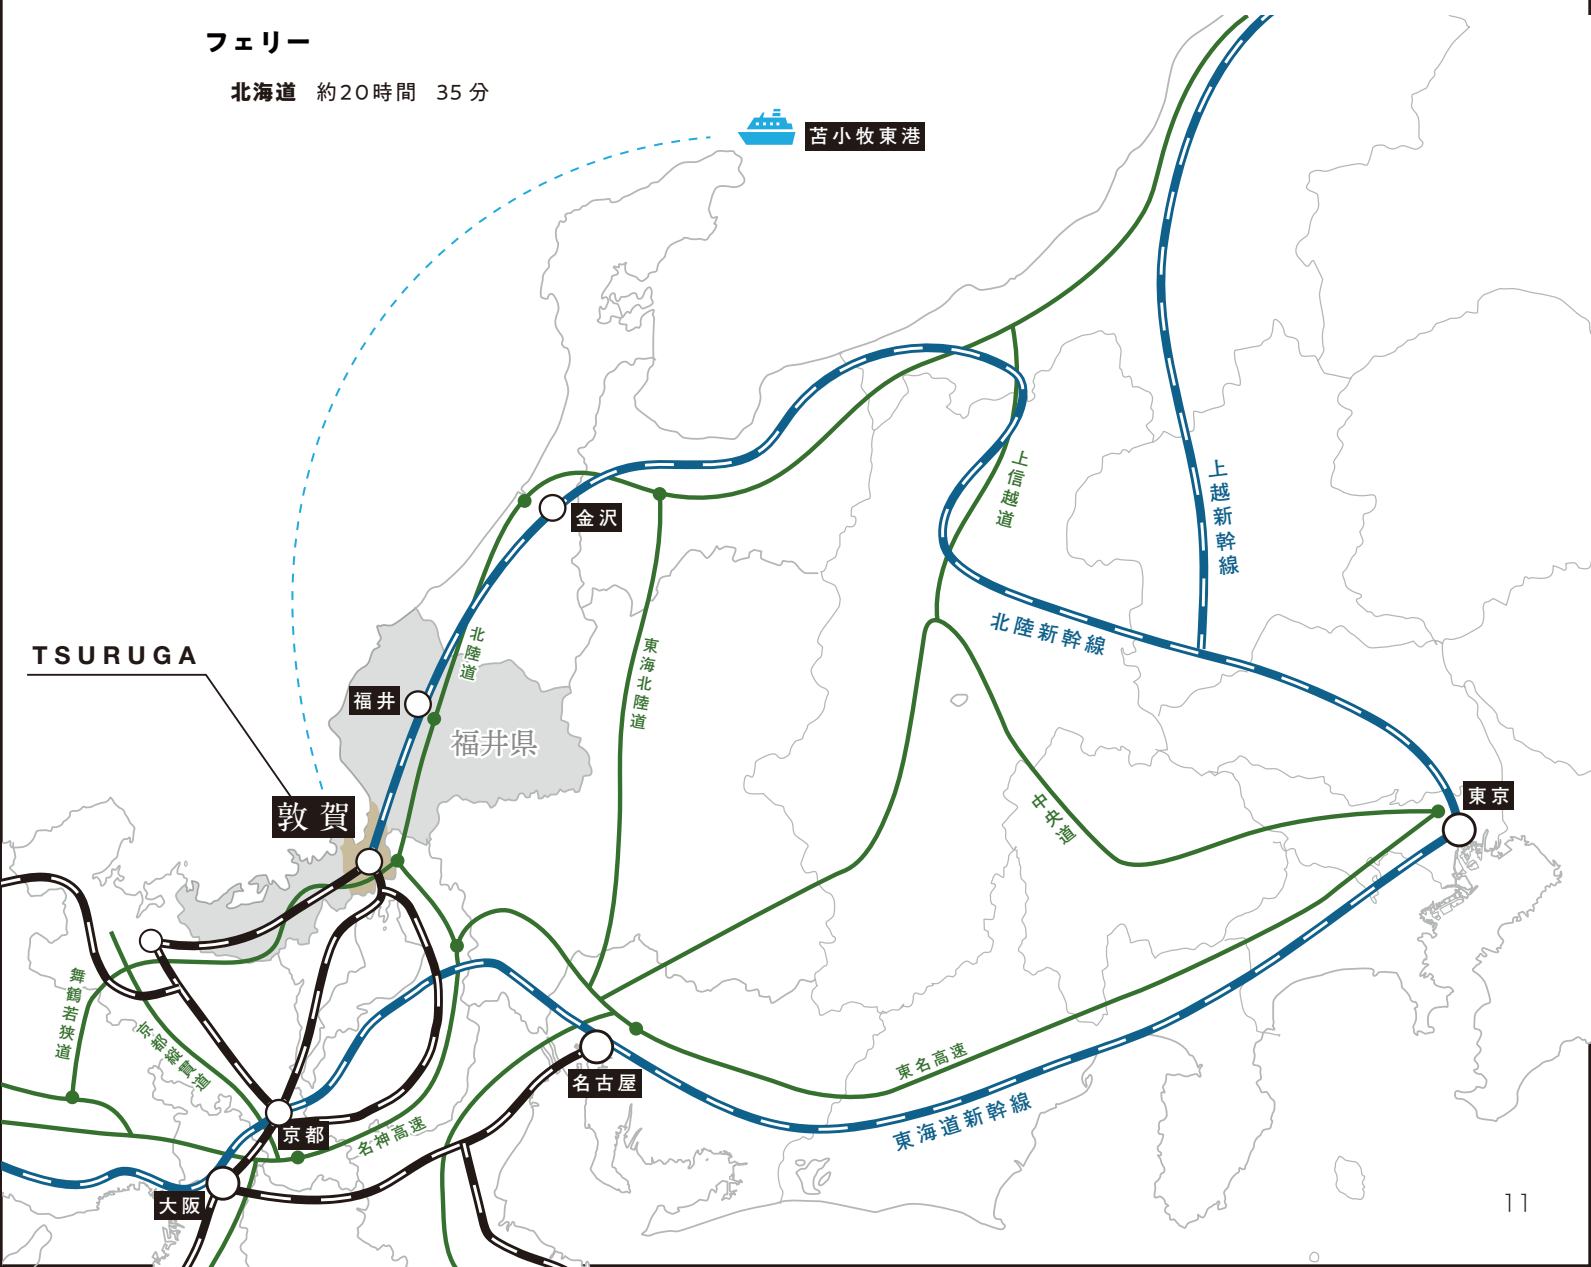 フェリー
北海道 約20時間 35分
苫小牧東港
金沢
上信越道
上越新幹線
北陸新幹線
北陸道
東海北陸道
TSURUGA
福井
福井県
敦賀
中央道
東京
舞鶴若狭道
京都縦貫道
名古屋
東名高速
東海道新幹線
京都
名神高速
大阪
11